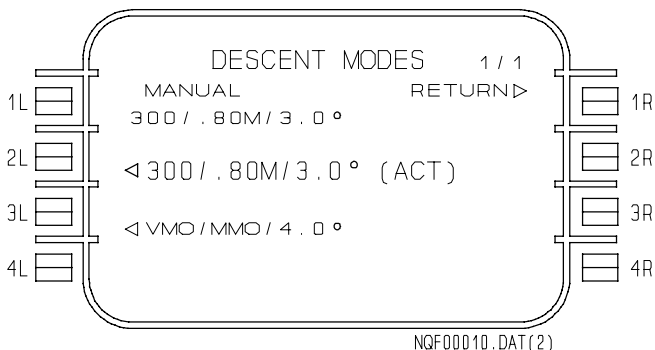 DESCENT MODES 1/1
MANUAL RETURN▷
1L 300/.80M/3.0° 1R
2L ◁300/.80M/3.0° (ACT) 2R
3L ◁VMO/MMO/4.0° 3R
4L 4R
NQF00010.DAT(2)